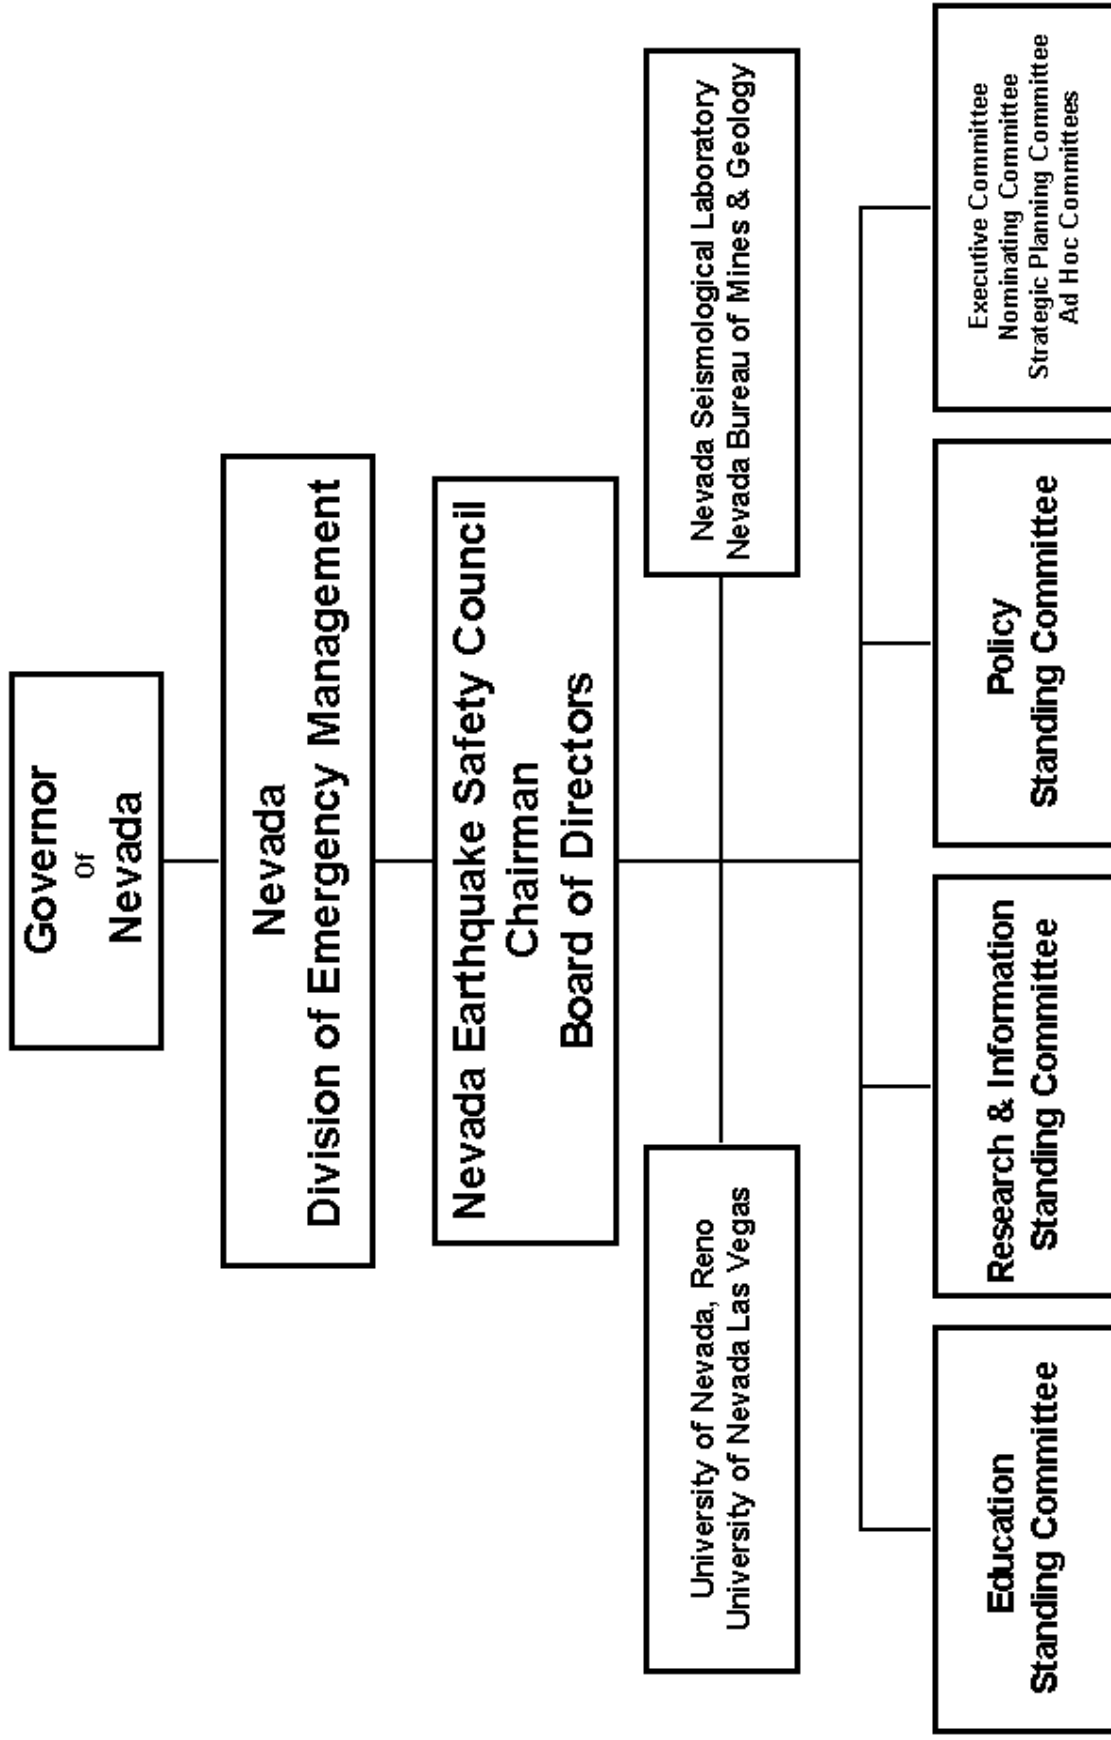 Governor
of
Nevada
Nevada
Division of Emergency Management
Nevada Earthquake Safety Council
Chairman
Board of Directors
University of Nevada, Reno
University of Nevada Las Vegas
Nevada Seismological Laboratory
Nevada Bureau of Mines & Geology
Education
Standing Committee
Research & Information
Standing Committee
Policy
Standing Committee
Executive Committee
Nominating Committee
Strategic Planning Committee
Ad Hoc Committees